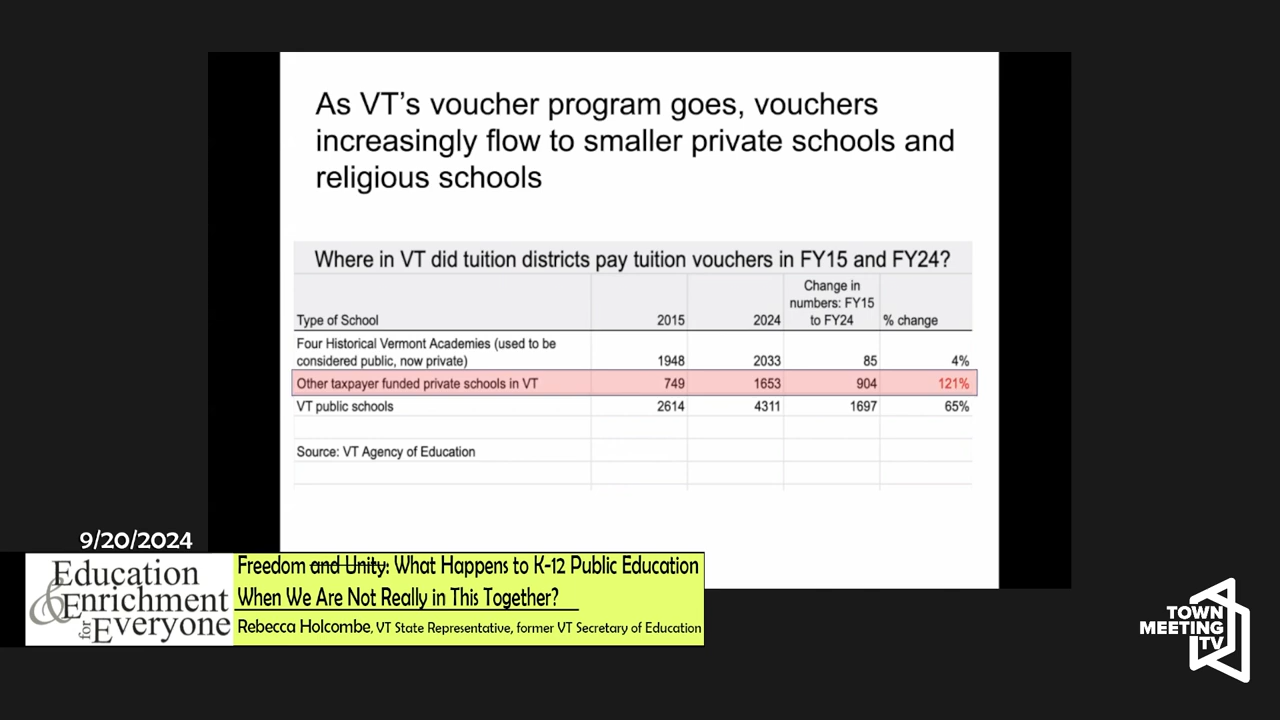 As VT's voucher program goes, vouchers
increasingly flow to smaller private schools and
religious schools
Where in VT did tuition districts pay tuition vouchers in FY15 and FY24?
Type of School 2015 2024 Change in numbers: FY15 to FY24 % change
Four Historical Vermont Academies (used to be
considered public, now private) 1948 2033 85 4%
Other taxpayer funded private schools in VT 749 1653 904 121%
VT public schools 2614 4311 1697 65%
Source: VT Agency of Education
9/20/2024
Education
& Enrichment
for Everyone
Freedom and Unity: What Happens to K-12 Public Education
When We Are Not Really in This Together?
Rebecca Holcombe, VT State Representative, former VT Secretary of Education
TOWN
MEETING
TV